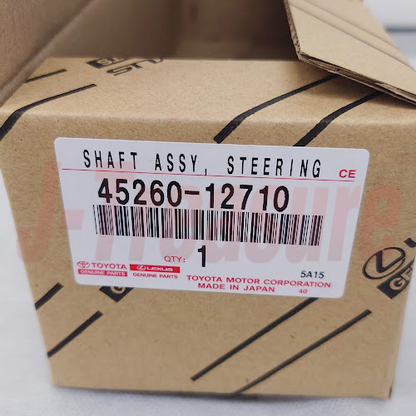 SHAFT ASSY, STEERING CE
45260-12710
QTY:
1
5A15
TOYOTA LEXUS
GENUINE PARTS GENUINE PARTS
TOYOTA MOTOR CORPORATION
MADE IN JAPAN 40